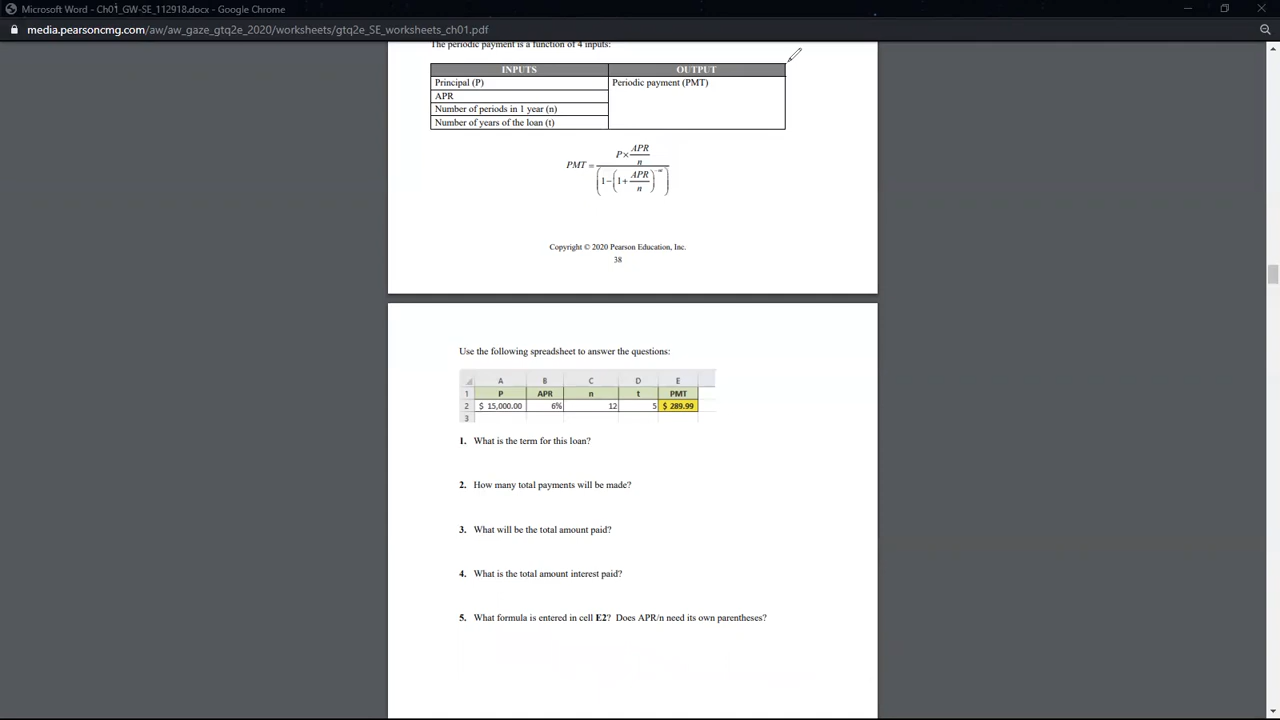 Microsoft Word - Ch01_GW-SE_112918.docx - Google Chrome
media.pearsoncmg.com/aw/aw_gaze_gtq2e_2020/worksheets/gtq2e_SE_worksheets_ch01.pdf
The periodic payment is a function of 4 inputs:
INPUTS OUTPUT
Principal (P) Periodic payment (PMT)
APR
Number of periods in 1 year (n)
Number of years of the loan (t)
PMT = P× APR/n
(1−(1+ APR/n)
Copyright © 2020 Pearson Education, Inc.
38
Use the following spreadsheet to answer the questions:
A B C D E
1 P APR n t PMT
2 $ 15,000.00 6% 12 5 $ 289.99
3
1. What is the term for this loan?
2. How many total payments will be made?
3. What will be the total amount paid?
4. What is the total amount interest paid?
5. What formula is entered in cell E2? Does APR/n need its own parentheses?